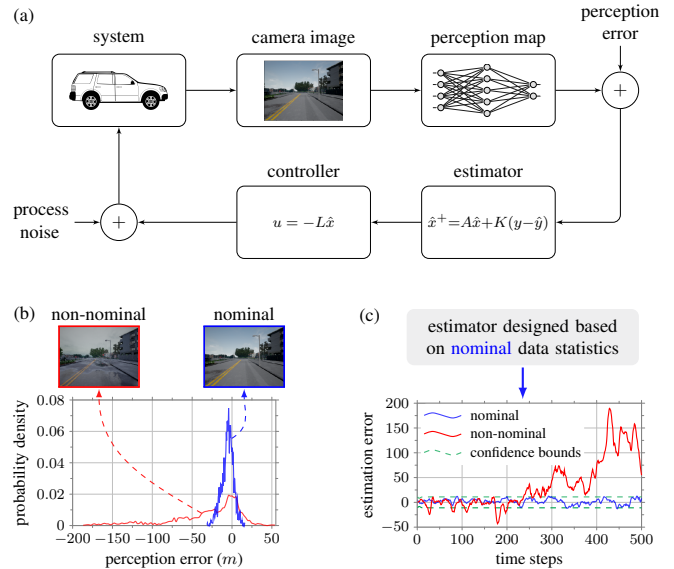 (a)
system
camera image
perception map
perception
error
+
controller
estimator
process
noise
+
u = −Lx̂
x̂⁺=Ax̂+K(y−ŷ)
(b)
non-nominal
nominal
0.08
0.06
0.04
0.02
0
probability density
−200 −150 −100 −50 0 50
perception error (m)
(c)
estimator designed based
on nominal data statistics
200
150
100
50
0
−50
estimation error
nominal
non-nominal
confidence bounds
0 100 200 300 400 500
time steps